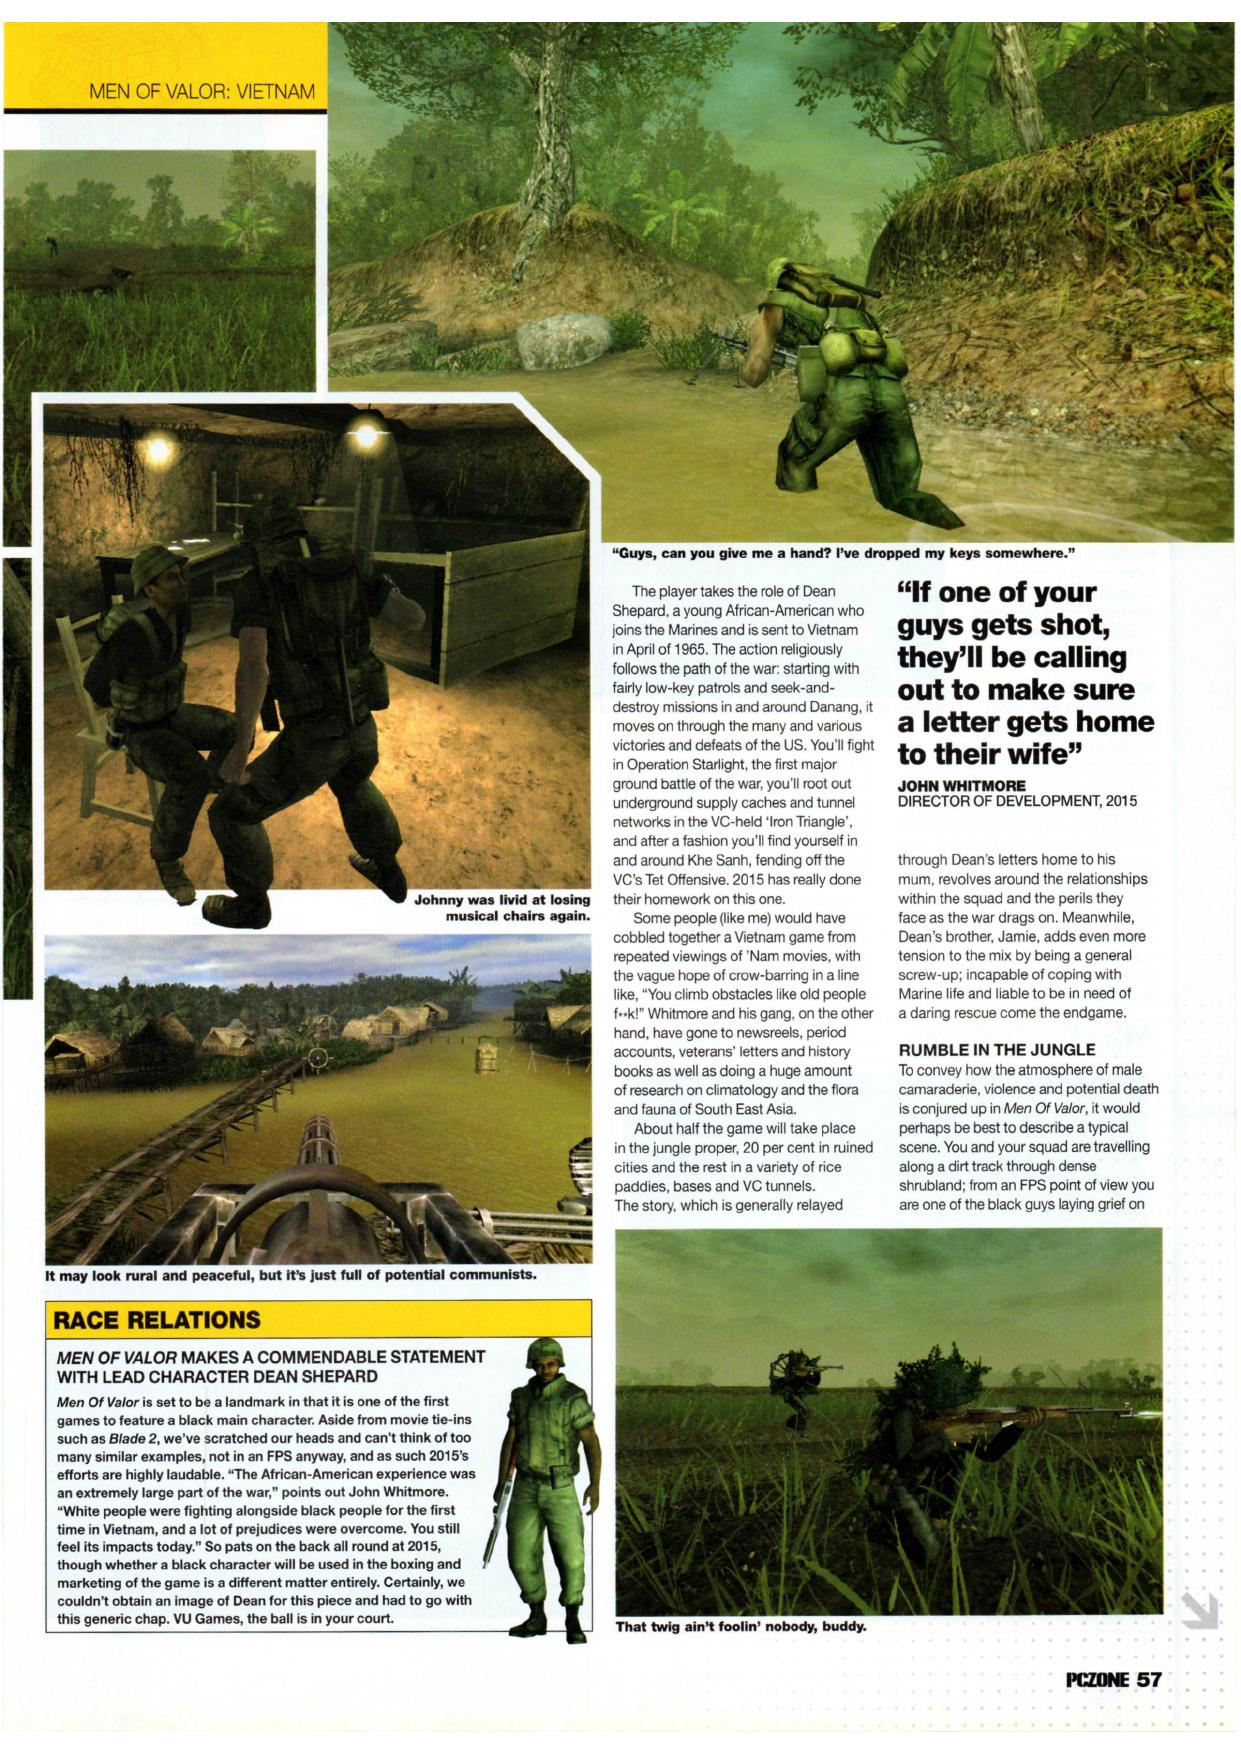 MEN OF VALOR: VIETNAM
"Guys, can you give me a hand? I've dropped my keys somewhere."
Johnny was livid at losing
musical chairs again.
It may look rural and peaceful, but it's just full of potential communists.
RACE RELATIONS
MEN OF VALOR MAKES A COMMENDABLE STATEMENT
WITH LEAD CHARACTER DEAN SHEPARD
Men Of Valor is set to be a landmark in that it is one of the first
games to feature a black main character. Aside from movie tie-ins
such as Blade 2, we've scratched our heads and can't think of too
many similar examples, not in an FPS anyway, and as such 2015's
efforts are highly laudable. "The African-American experience was
an extremely large part of the war," points out John Whitmore.
"White people were fighting alongside black people for the first
time in Vietnam, and a lot of prejudices were overcome. You still
feel its impacts today." So pats on the back all round at 2015,
though whether a black character will be used in the boxing and
marketing of the game is a different matter entirely. Certainly, we
couldn't obtain an image of Dean for this piece and had to go with
this generic chap. VU Games, the ball is in your court.
The player takes the role of Dean
Shepard, a young African-American who
joins the Marines and is sent to Vietnam
in April of 1965. The action religiously
follows the path of the war: starting with
fairly low-key patrols and seek-and-
destroy missions in and around Danang, it
moves on through the many and various
victories and defeats of the US. You'll fight
in Operation Starlight, the first major
ground battle of the war, you'll root out
underground supply caches and tunnel
networks in the VC-held 'Iron Triangle',
and after a fashion you'll find yourself in
and around Khe Sanh, fending off the
VC's Tet Offensive. 2015 has really done
their homework on this one.
Some people (like me) would have
cobbled together a Vietnam game from
repeated viewings of 'Nam movies, with
the vague hope of crow-barring in a line
like, "You climb obstacles like old people
f**k!" Whitmore and his gang, on the other
hand, have gone to newsreels, period
accounts, veterans' letters and history
books as well as doing a huge amount
of research on climatology and the flora
and fauna of South East Asia.
About half the game will take place
in the jungle proper, 20 per cent in ruined
cities and the rest in a variety of rice
paddies, bases and VC tunnels.
The story, which is generally relayed
"If one of your
guys gets shot,
they'll be calling
out to make sure
a letter gets home
to their wife"
JOHN WHITMORE
DIRECTOR OF DEVELOPMENT, 2015
through Dean's letters home to his
mum, revolves around the relationships
within the squad and the perils they
face as the war drags on. Meanwhile,
Dean's brother, Jamie, adds even more
tension to the mix by being a general
screw-up; incapable of coping with
Marine life and liable to be in need of
a daring rescue come the endgame.
RUMBLE IN THE JUNGLE
To convey how the atmosphere of male
camaraderie, violence and potential death
is conjured up in Men Of Valor, it would
perhaps be best to describe a typical
scene. You and your squad are travelling
along a dirt track through dense
shrubland; from an FPS point of view you
are one of the black guys laying grief on
That twig ain't foolin' nobody, buddy.
PCZONE 57